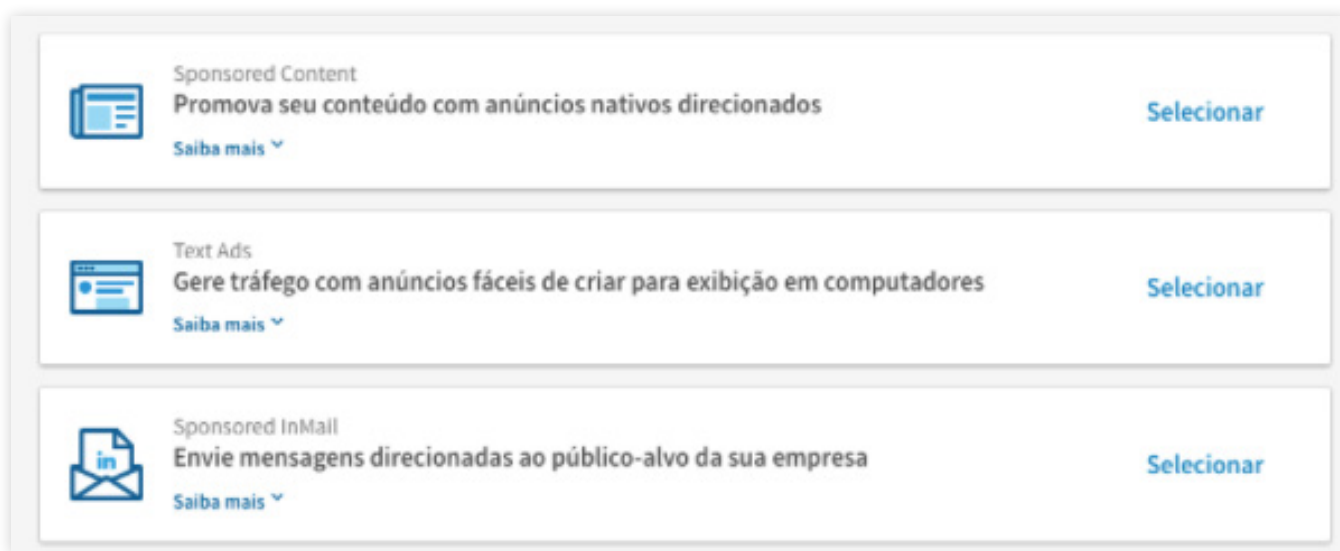 Sponsored Content
Promova seu conteúdo com anúncios nativos direcionados
Selecionar
Saiba mais
Text Ads
Gere tráfego com anúncios fáceis de criar para exibição em computadores
Selecionar
Saiba mais
in
Sponsored InMail
Envie mensagens direcionadas ao público-alvo da sua empresa
Selecionar
Saiba mais